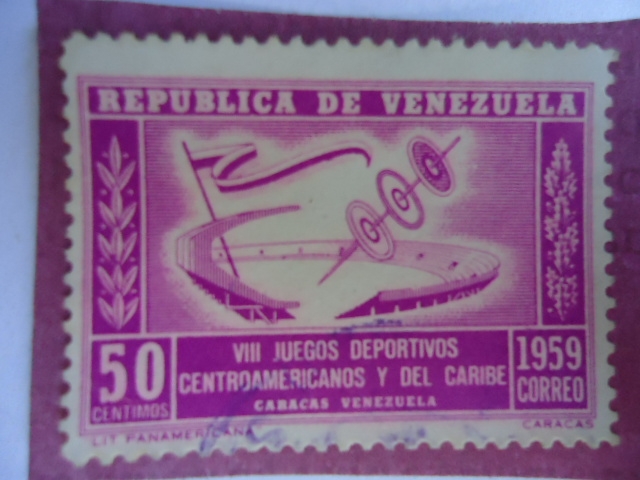 REPUBLICA DE VENEZUELA
50
CENTIMOS
VIII JUEGOS DEPORTIVOS
CENTROAMERICANOS Y DEL CARIBE
CARACAS VENEZUELA
1959
CORREO
LIT PANAMERICANA
CARACAS